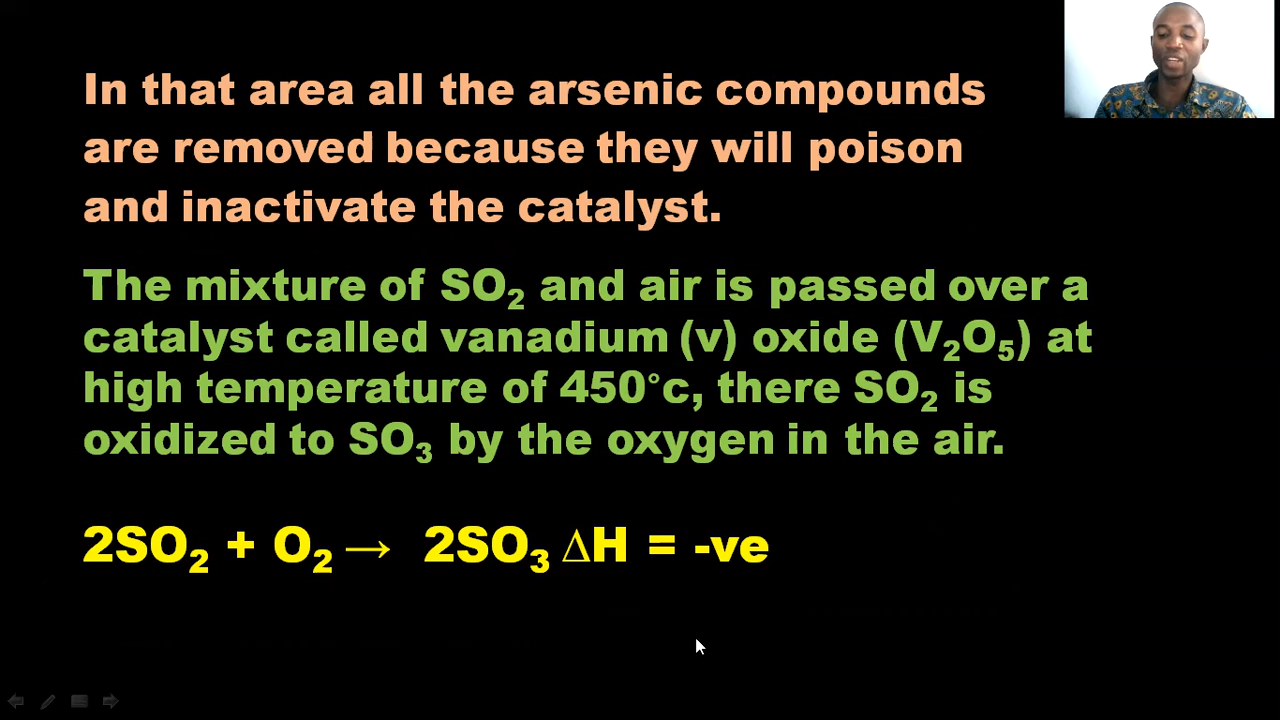 In that area all the arsenic compounds
are removed because they will poison
and inactivate the catalyst.
The mixture of SO₂ and air is passed over a
catalyst called vanadium (v) oxide (V₂O₅) at
high temperature of 450°c, there SO₂ is
oxidized to SO₃ by the oxygen in the air.
2SO₂ + O₂ → 2SO₃ ∆H = -ve